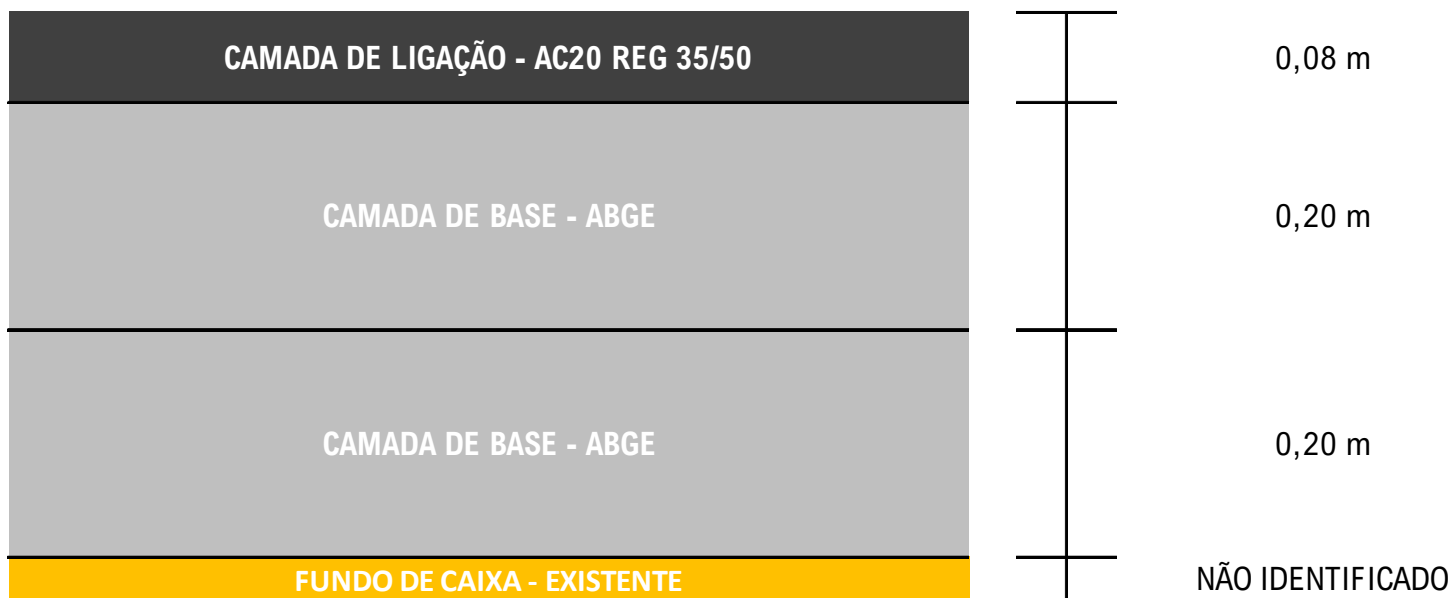 CAMADA DE LIGAÇÃO - AC20 REG 35/50
0,08 m
CAMADA DE BASE - ABGE
0,20 m
CAMADA DE BASE - ABGE
0,20 m
FUNDO DE CAIXA - EXISTENTE
NÃO IDENTIFICADO